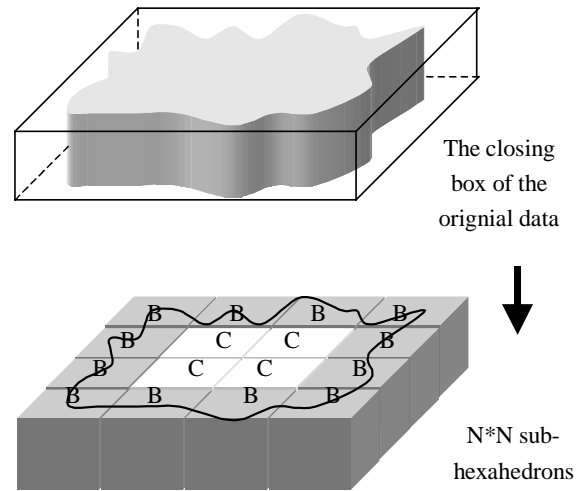 The closing
box of the
orignial data
B B B B
B C C B
B C C B
B B B B
N*N sub-
hexahedrons